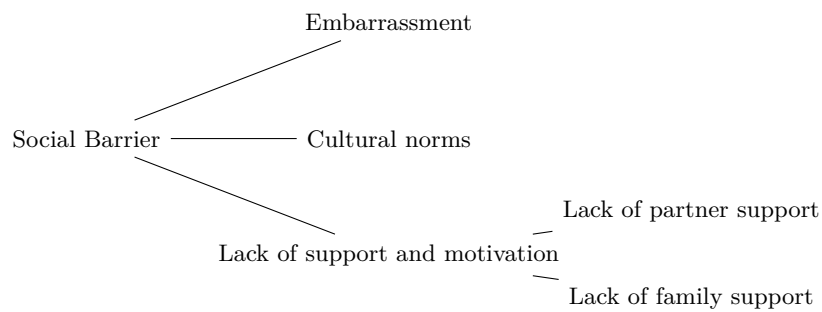 Embarrassment
Social Barrier
Cultural norms
Lack of partner support
Lack of support and motivation
Lack of family support